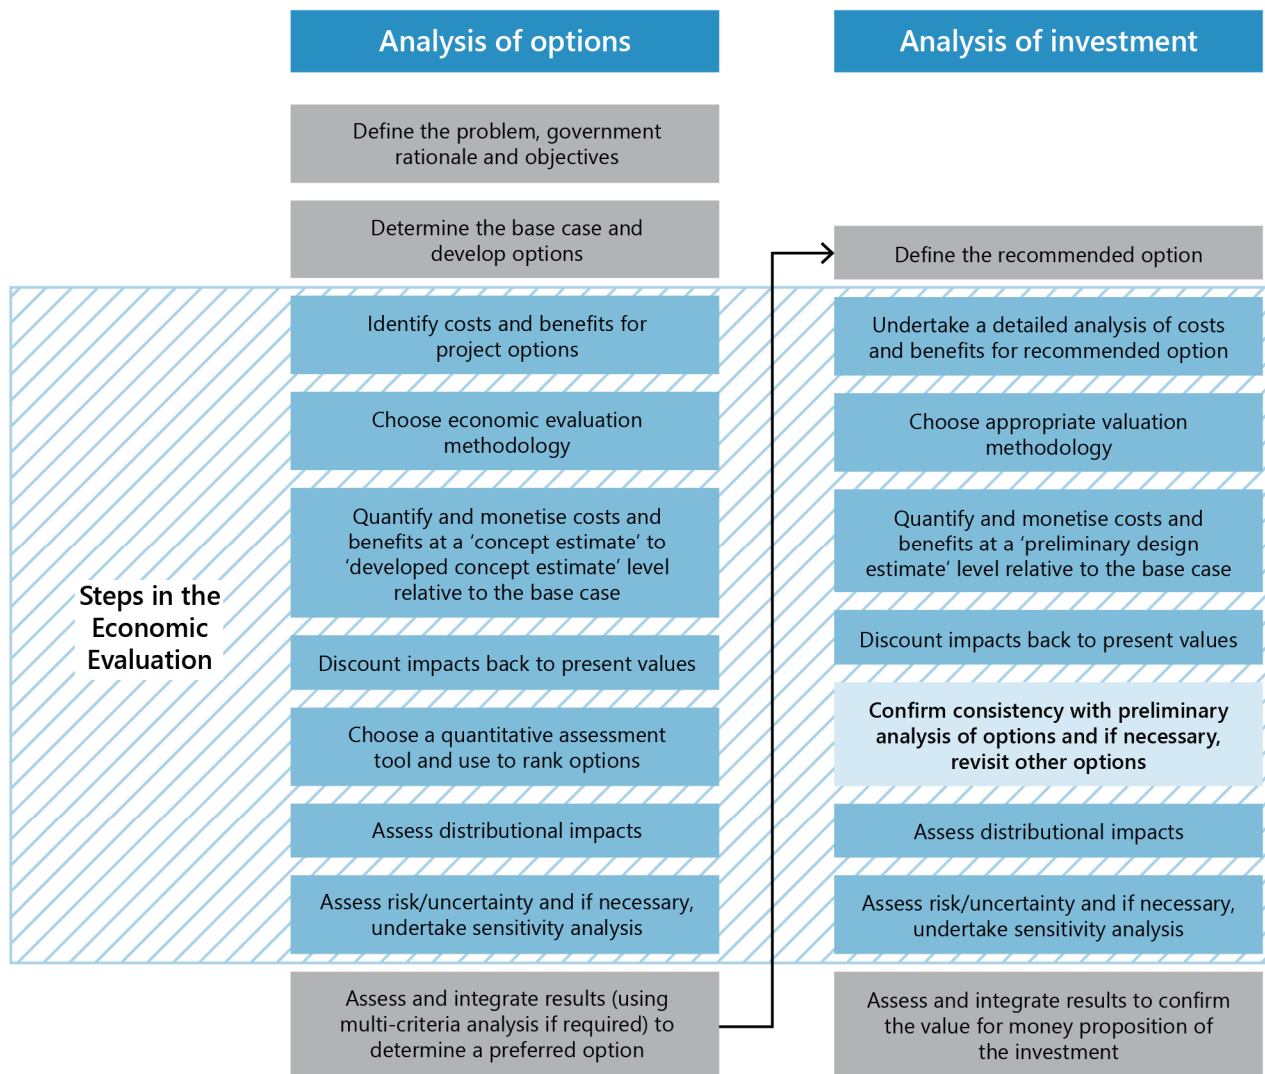 Analysis of options
Define the problem, government
rationale and objectives
Determine the base case and
develop options
Identify costs and benefits for
project options
Choose economic evaluation
methodology
Quantify and monetise costs and
benefits at a ‘concept estimate’ to
‘developed concept estimate’ level
relative to the base case
Discount impacts back to present values
Choose a quantitative assessment
tool and use to rank options
Assess distributional impacts
Assess risk/uncertainty and if necessary,
undertake sensitivity analysis
Assess and integrate results (using
multi-criteria analysis if required) to
determine a preferred option
Analysis of investment
Define the recommended option
Undertake a detailed analysis of costs
and benefits for recommended option
Choose appropriate valuation
methodology
Quantify and monetise costs and
benefits at a ‘preliminary design
estimate’ level relative to the base case
Discount impacts back to present values
Confirm consistency with preliminary
analysis of options and if necessary,
revisit other options
Assess distributional impacts
Assess risk/uncertainty and if necessary,
undertake sensitivity analysis
Assess and integrate results to confirm
the value for money proposition of
the investment
Steps in the
Economic
Evaluation